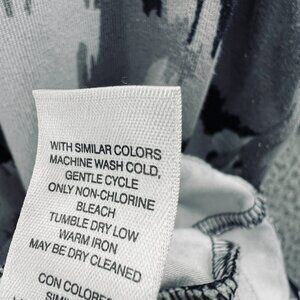 WITH SIMILAR COLORS
MACHINE WASH COLD,
GENTLE CYCLE
ONLY NON-CHLORINE
BLEACH
TUMBLE DRY LOW
WARM IRON
MAY BE DRY CLEANED
CON COLORES